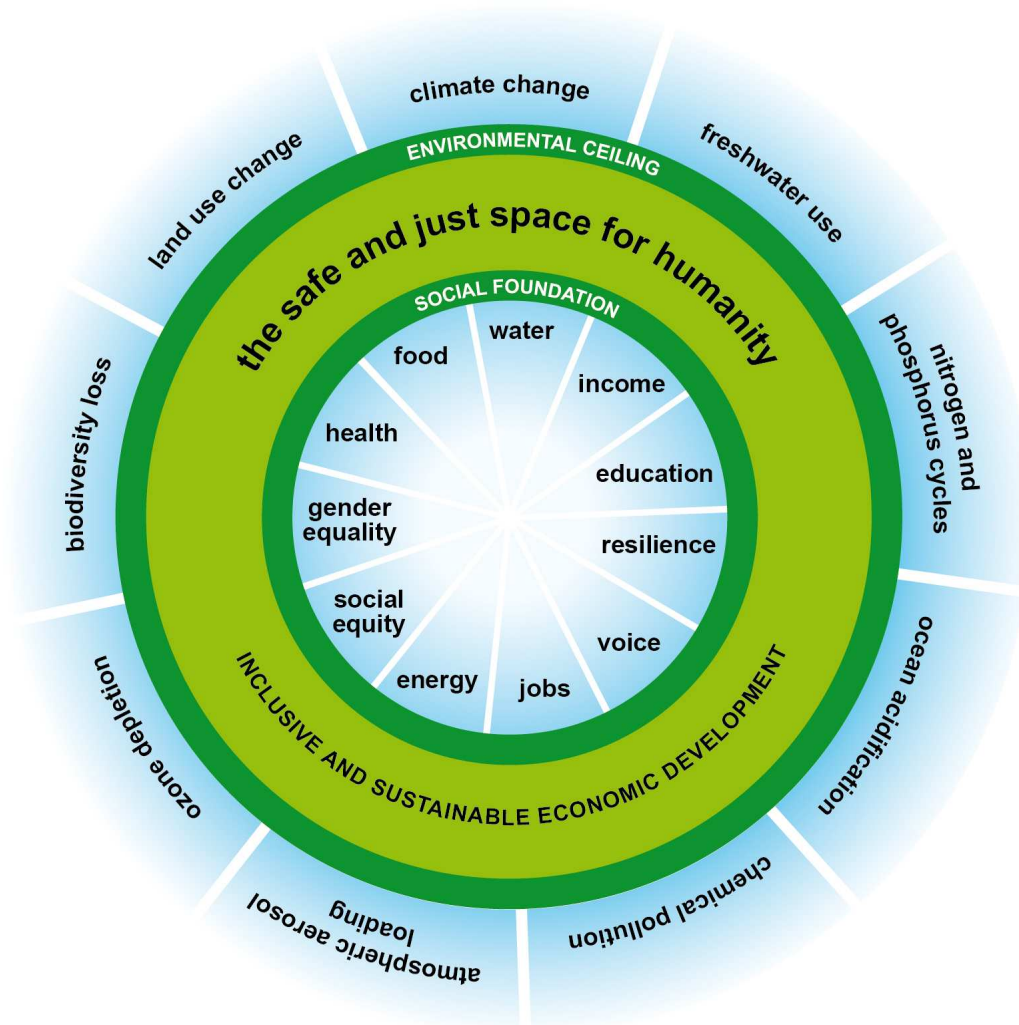 climate change
freshwater use
nitrogen and
phosphorus cycles
ocean acidification
chemical pollution
atmospheric aerosol
loading
ozone depletion
biodiversity loss
land use change
ENVIRONMENTAL CEILING
the safe and just space for humanity
SOCIAL FOUNDATION
water
income
education
resilience
voice
jobs
energy
social
equity
gender
equality
health
food
INCLUSIVE AND SUSTAINABLE ECONOMIC DEVELOPMENT